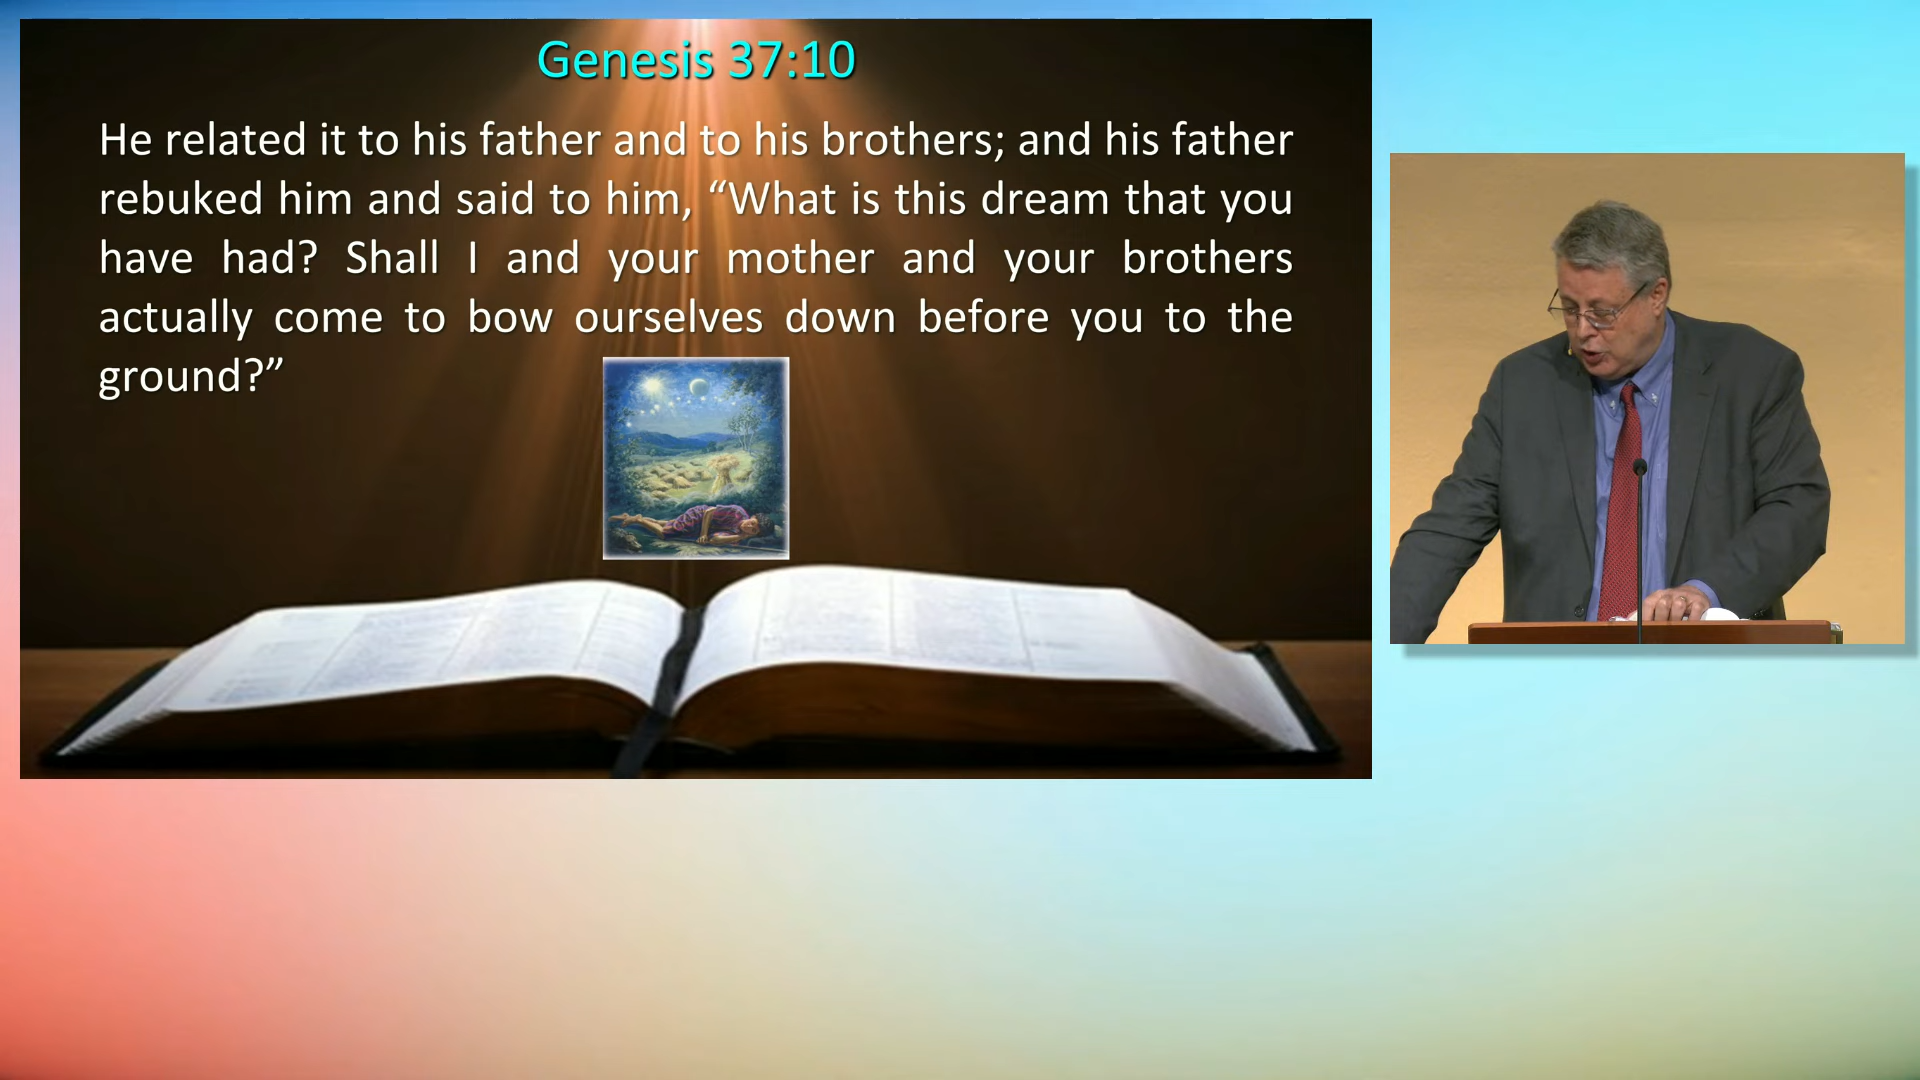 Genesis 37:10
He related it to his father and to his brothers; and his father
rebuked him and said to him, “What is this dream that you
have had? Shall I and your mother and your brothers
actually come to bow ourselves down before you to the
ground?”